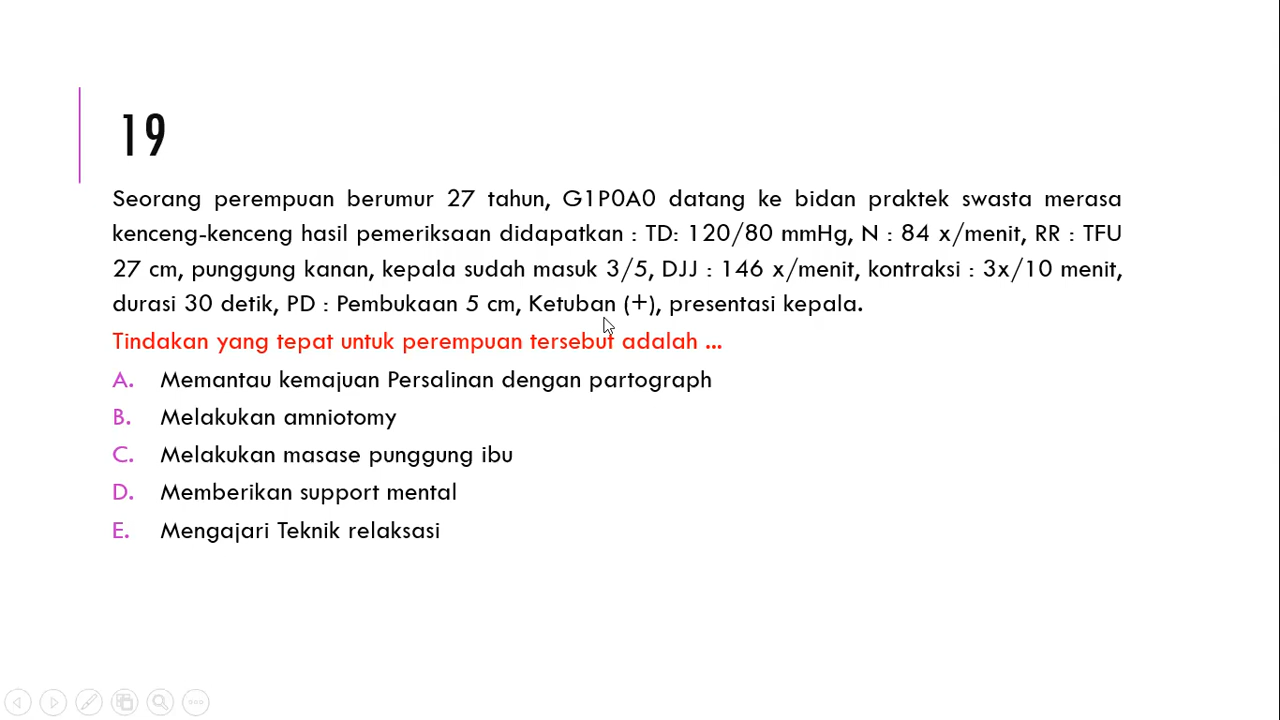 19
Seorang perempuan berumur 27 tahun, G1P0A0 datang ke bidan praktek swasta merasa
kenceng-kenceng hasil pemeriksaan didapatkan : TD: 120/80 mmHg, N : 84 x/menit, RR : TFU
27 cm, punggung kanan, kepala sudah masuk 3/5, DJJ : 146 x/menit, kontraksi : 3x/10 menit,
durasi 30 detik, PD : Pembukaan 5 cm, Ketuban (+), presentasi kepala.
Tindakan yang tepat untuk perempuan tersebut adalah ...
A. Memantau kemajuan Persalinan dengan partograph
B. Melakukan amniotomy
C. Melakukan masase punggung ibu
D. Memberikan support mental
E. Mengajari Teknik relaksasi